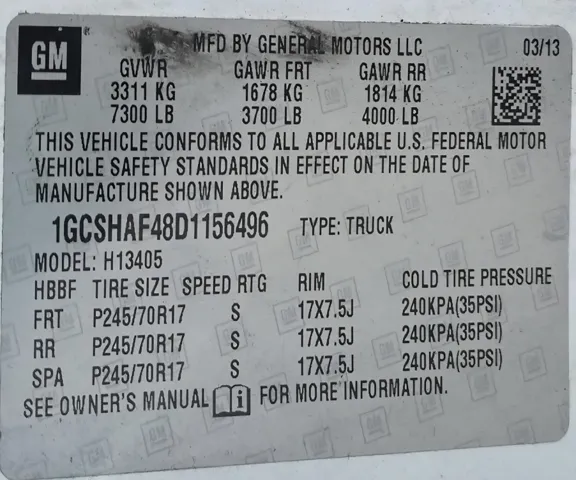 GM MFD BY GENERAL MOTORS LLC 03/13
GVWR GAWR FRT GAWR RR
3311 KG 1678 KG 1814 KG
7300 LB 3700 LB 4000 LB
THIS VEHICLE CONFORMS TO ALL APPLICABLE U.S. FEDERAL MOTOR
VEHICLE SAFETY STANDARDS IN EFFECT ON THE DATE OF
MANUFACTURE SHOWN ABOVE.
1GCSHAF48D1156496 TYPE: TRUCK
MODEL: H13405
HBBF TIRE SIZE SPEED RTG RIM COLD TIRE PRESSURE
FRT P245/70R17 S 17X7.5J 240KPA(35PSI)
RR P245/70R17 S 17X7.5J 240KPA(35PSI)
SPA P245/70R17 S 17X7.5J 240KPA(35PSI)
SEE OWNER'S MANUAL i FOR MORE INFORMATION.